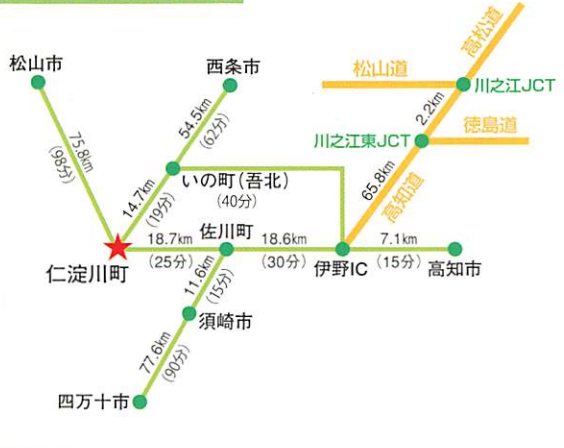 高松道
松山市
西条市
松山道
川之江JCT
2.2km
54.5km
(62分)
川之江東JCT
徳島道
75.8km
(98分)
65.8km
高知道
いの町(吾北)
(40分)
14.7km
(19分)
佐川町
18.7km
(25分)
18.6km
(30分)
7.1km
(15分)
仁淀川町
伊野IC
高知市
11.6km
(15分)
須崎市
77.6km
(90分)
四万十市